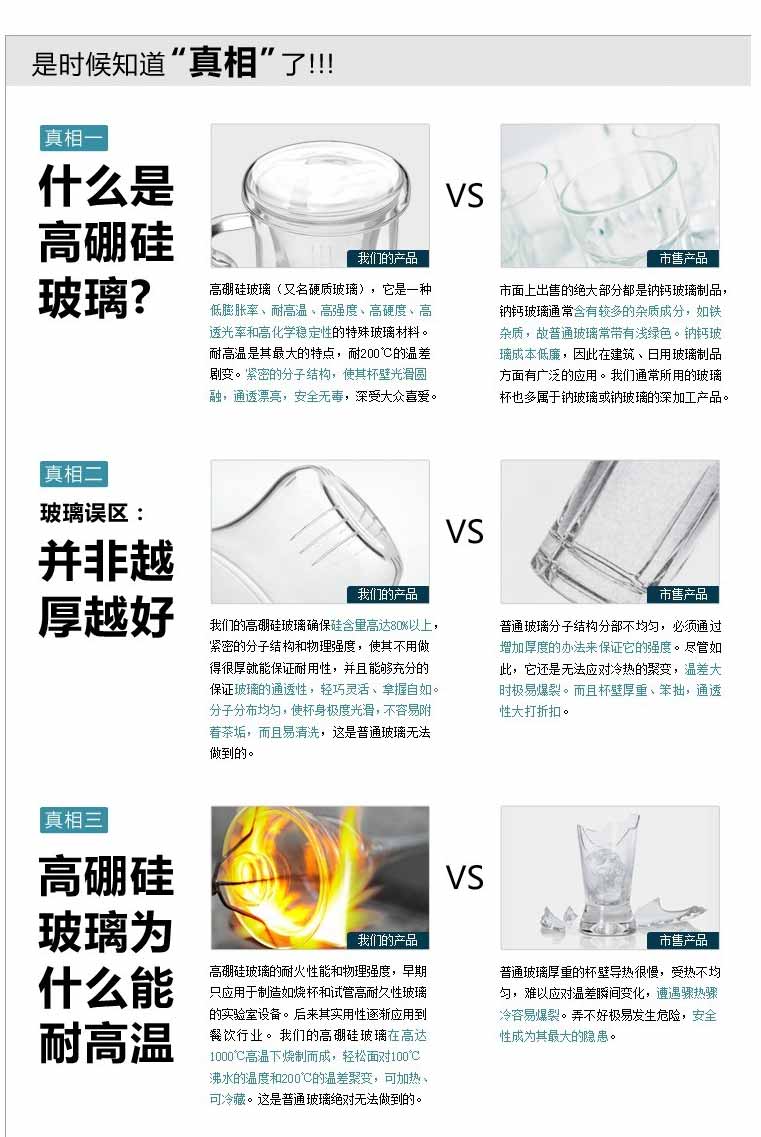 是时候知道“真相”了!!!
真相一
什么是
高硼硅
玻璃?
我们的产品
VS
市售产品
高硼硅玻璃（又名硬质玻璃），它是一种
低膨胀率、耐高温、高强度、高硬度、高
透光率和高化学稳定性的特殊玻璃材料。
耐高温是其最大的特点，耐200℃的温差
剧变。紧密的分子结构，使其杯壁光滑圆
融，通透漂亮，安全无毒，深受大众喜爱。
市面上出售的绝大部分都是钠钙玻璃制品，
钠钙玻璃通常含有较多的杂质成分，如铁
杂质，故普通玻璃常带有浅绿色。钠钙玻
璃成本低廉，因此在建筑、日用玻璃制品
方面有广泛的应用。我们通常所用的玻璃
杯也多属于钠玻璃或钠玻璃的深加工产品。
真相二
玻璃误区：
并非越
厚越好
我们的产品
VS
市售产品
我们的高硼硅玻璃确保硅含量高达80%以上，
紧密的分子结构和物理强度，使其不用做
得很厚就能保证耐用性，并且能够充分的
保证玻璃的通透性，轻巧灵活、拿握自如。
分子分布均匀，使杯身极度光滑，不容易附
着茶垢，而且易清洗，这是普通玻璃无法
做到的。
普通玻璃分子结构分部不均匀，必须通过
增加厚度的办法来保证它的强度。尽管如
此，它还是无法应对冷热的聚变，温差大
时极易爆裂。而且杯壁厚重、笨拙，通透
性大打折扣。
真相三
高硼硅
玻璃为
什么能
耐高温
我们的产品
VS
市售产品
高硼硅玻璃的耐火性能和物理强度，早期
只应用于制造如烧杯和试管高耐久性玻璃
的实验室设备。后来其实用性逐渐应用到
餐饮行业。 我们的高硼硅玻璃在高达
1000℃高温下烧制而成，轻松面对100℃
沸水的温度和200℃的温差聚变，可加热、
可冷藏。这是普通玻璃绝对无法做到的。
普通玻璃厚重的杯壁导热很慢，受热不均
匀，难以应对温差瞬间变化，遭遇骤热骤
冷容易爆裂。弄不好极易发生危险，安全
性成为其最大的隐患。